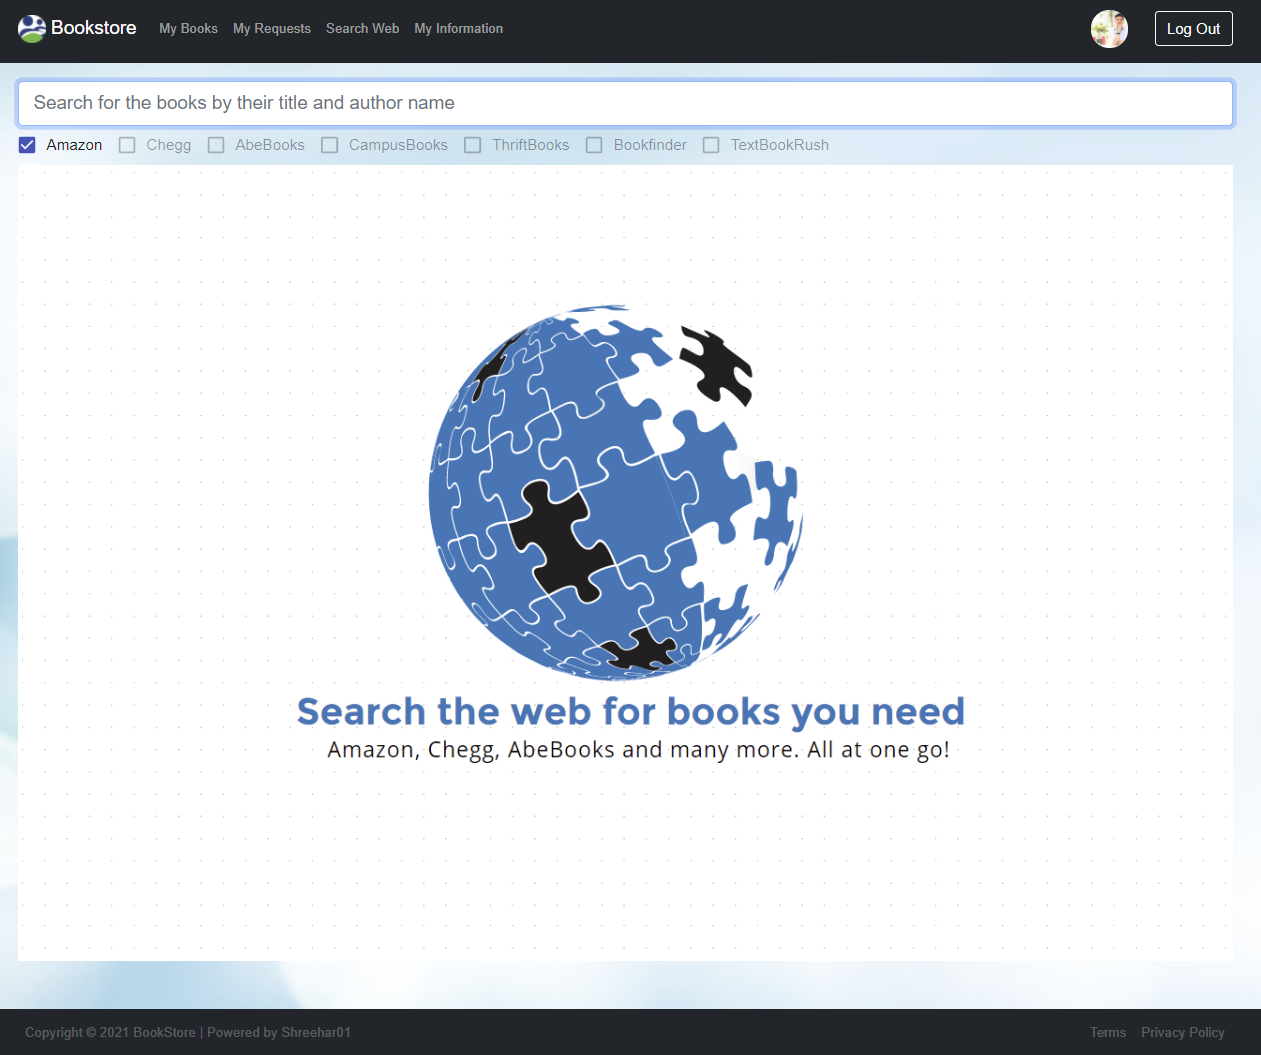 Bookstore My Books My Requests Search Web My Information Log Out
Search for the books by their title and author name
Amazon Chegg AbeBooks CampusBooks ThriftBooks Bookfinder TextBookRush
Search the web for books you need
Amazon, Chegg, AbeBooks and many more. All at one go!
Copyright © 2021 BookStore | Powered by Shreehar01 Terms Privacy Policy